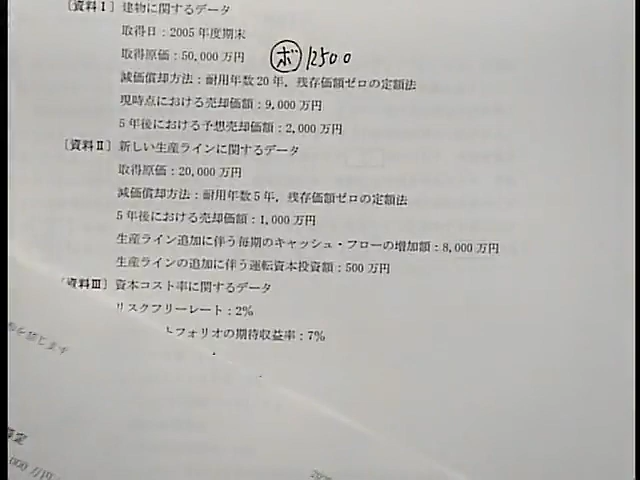 〔資料Ⅰ〕建物に関するデータ
取得日：2005年度期末
取得原価：50,000万円 ㋭ 12500
減価償却方法：耐用年数20年，残存価額ゼロの定額法
現時点における売却価額：9,000万円
5年後における予想売却価額：2,000万円
〔資料Ⅱ〕新しい生産ラインに関するデータ
取得原価：20,000万円
減価償却方法：耐用年数5年，残存価額ゼロの定額法
5年後における売却価額：1,000万円
生産ライン追加に伴う毎期のキャッシュ・フローの増加額：8,000万円
生産ラインの追加に伴う運転資本投資額：500万円
資料Ⅲ〕資本コスト率に関するデータ
リスクフリーレート：2%
トフォリオの期待収益率：7%
を禁じます
算定
000万円